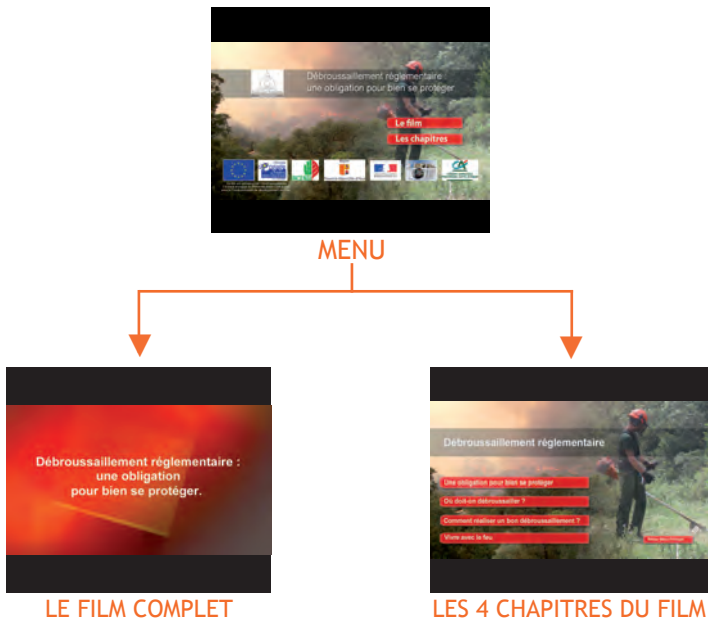 Débroussaillement réglementaire
une obligation pour bien se protéger
Le film
Les chapitres
MENU
Débroussaillement réglementaire :
une obligation
pour bien se protéger.
LE FILM COMPLET
Débroussaillement réglementaire
Une obligation pour bien se protéger
Où doit-on débroussailler ?
Comment réaliser un bon débroussaillement ?
Vivre avec le feu.
LES 4 CHAPITRES DU FILM